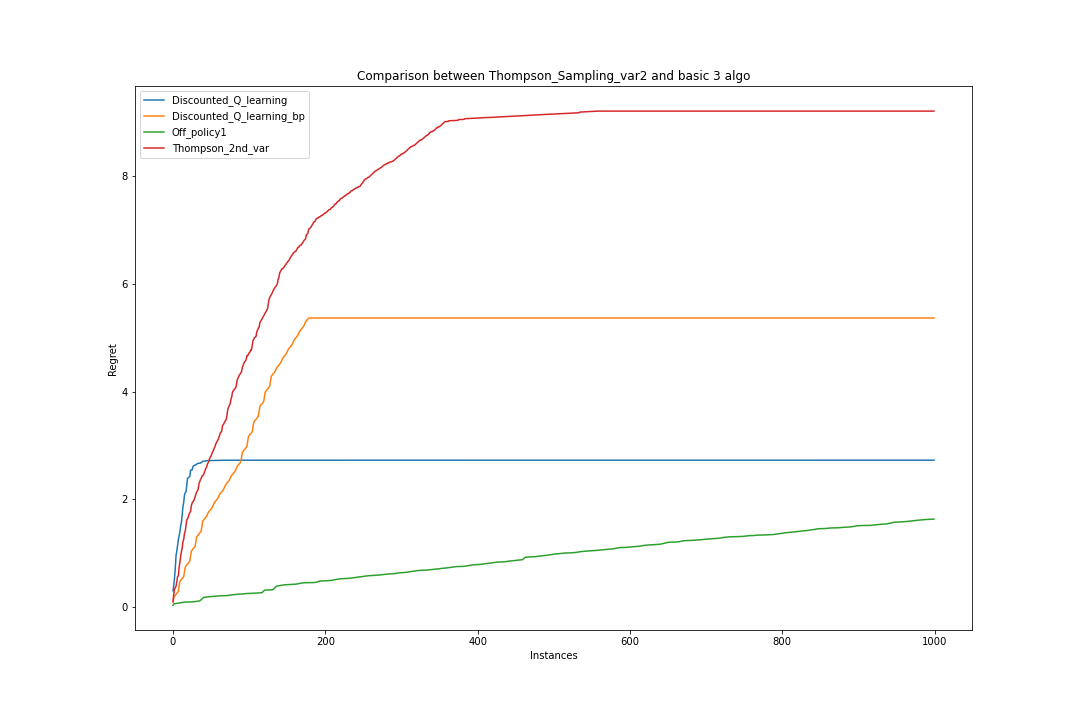 Comparison between Thompson_Sampling_var2 and basic 3 algo
Discounted_Q_learning
Discounted_Q_learning_bp
Off_policy1
Thompson_2nd_var
8
6
4
2
0
Regret
0 200 400 600 800 1000
Instances